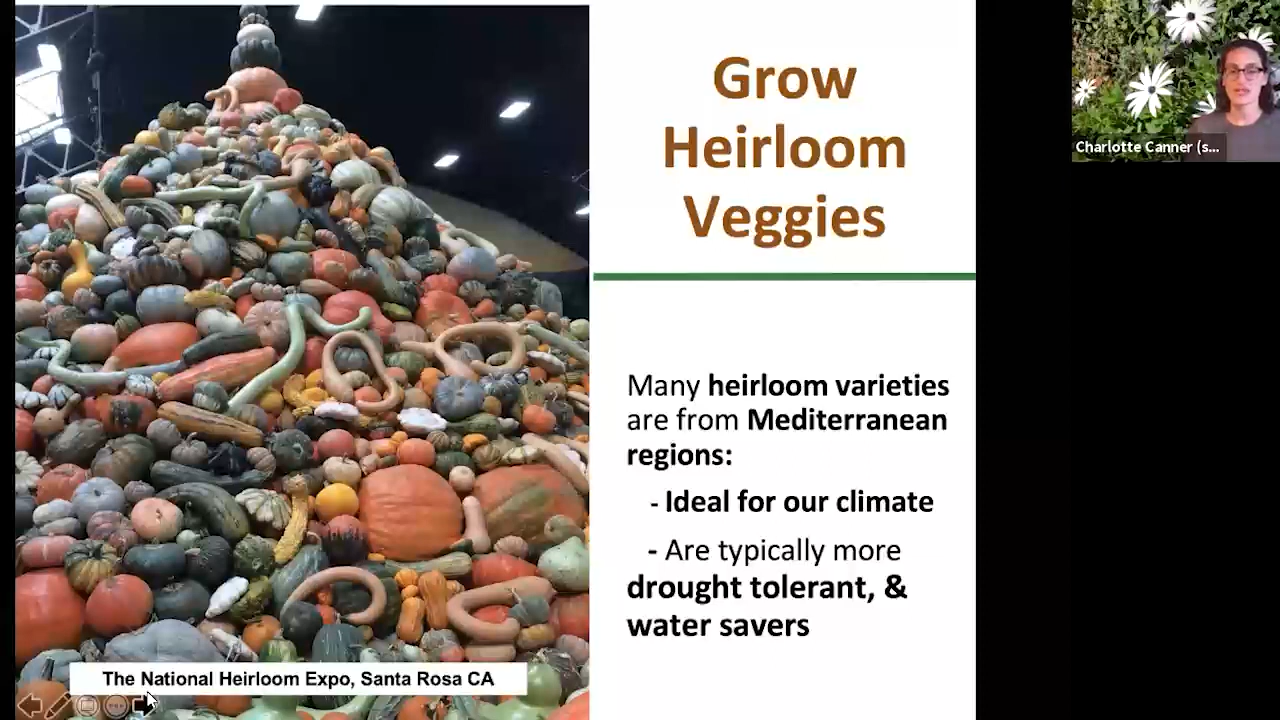 Grow
Heirloom
Veggies
Many heirloom varieties
are from Mediterranean
regions:
- Ideal for our climate
- Are typically more
drought tolerant, &
water savers
The National Heirloom Expo, Santa Rosa CA
Charlotte Canner (s...